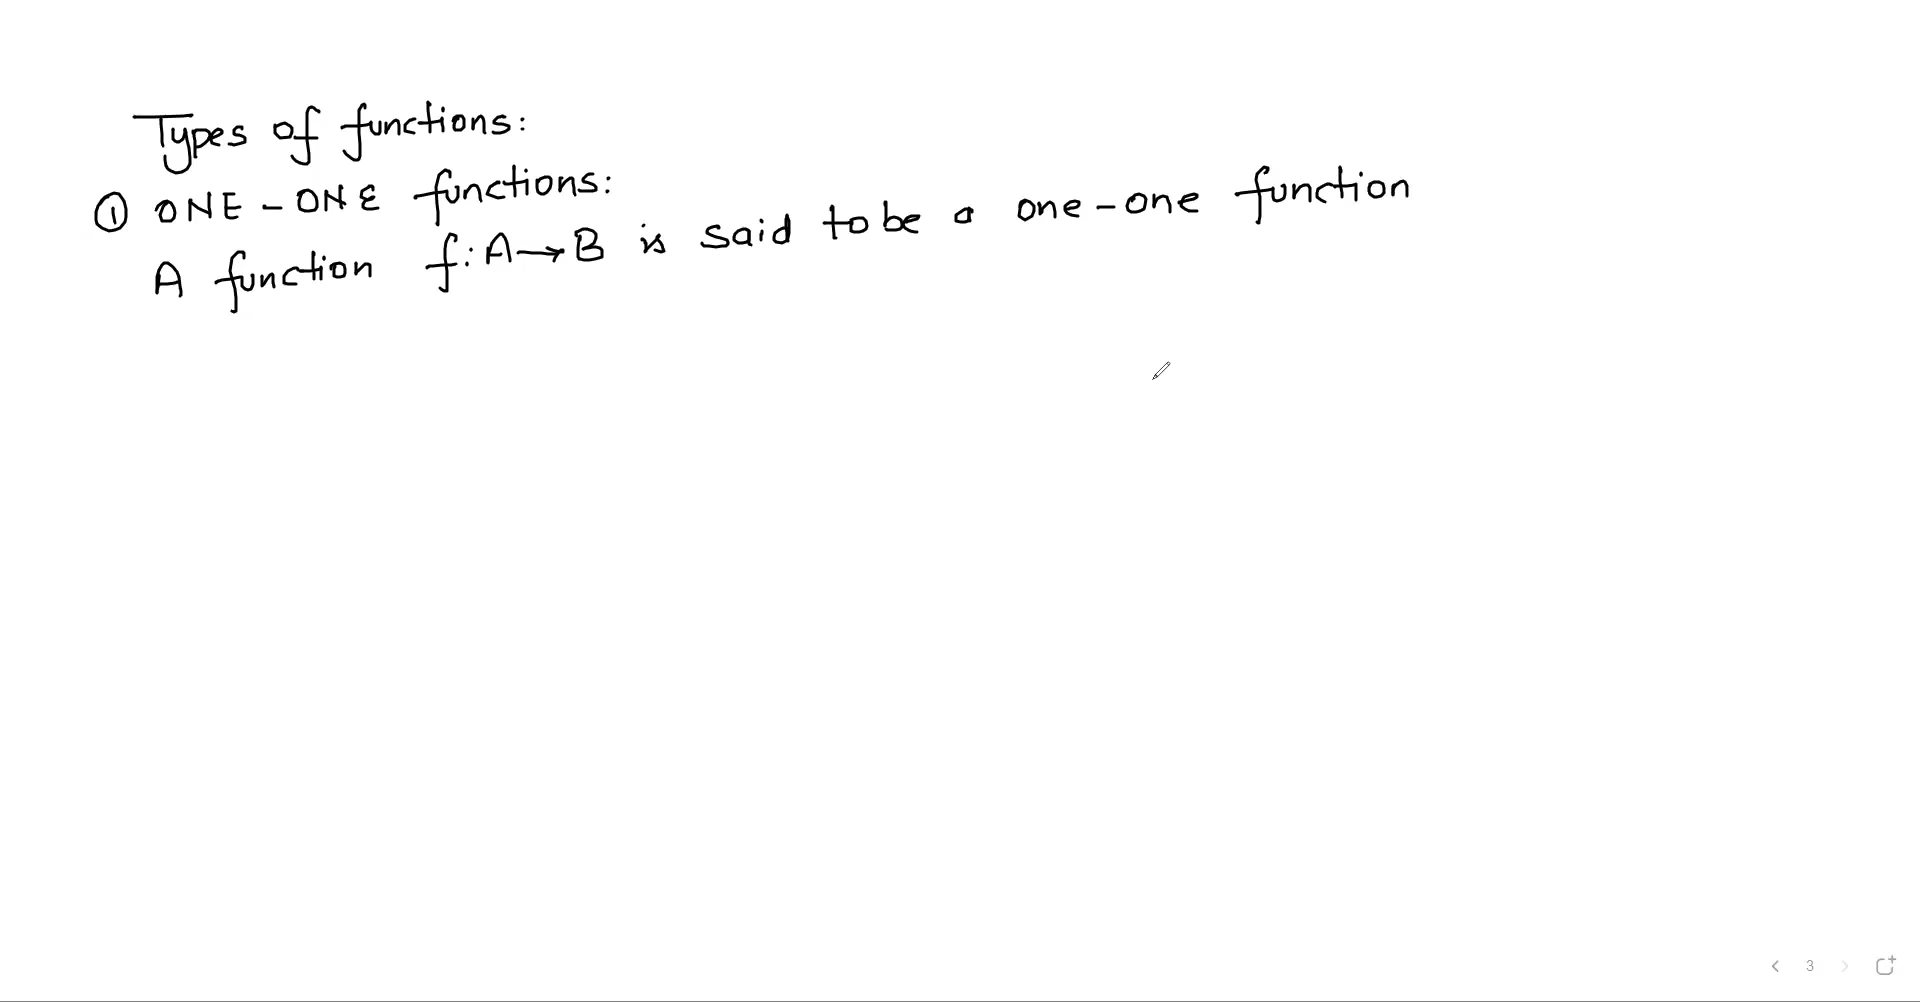 Types of functions:
① ONE - ONE functions:
A function f: A→B is said to be a one-one function
3